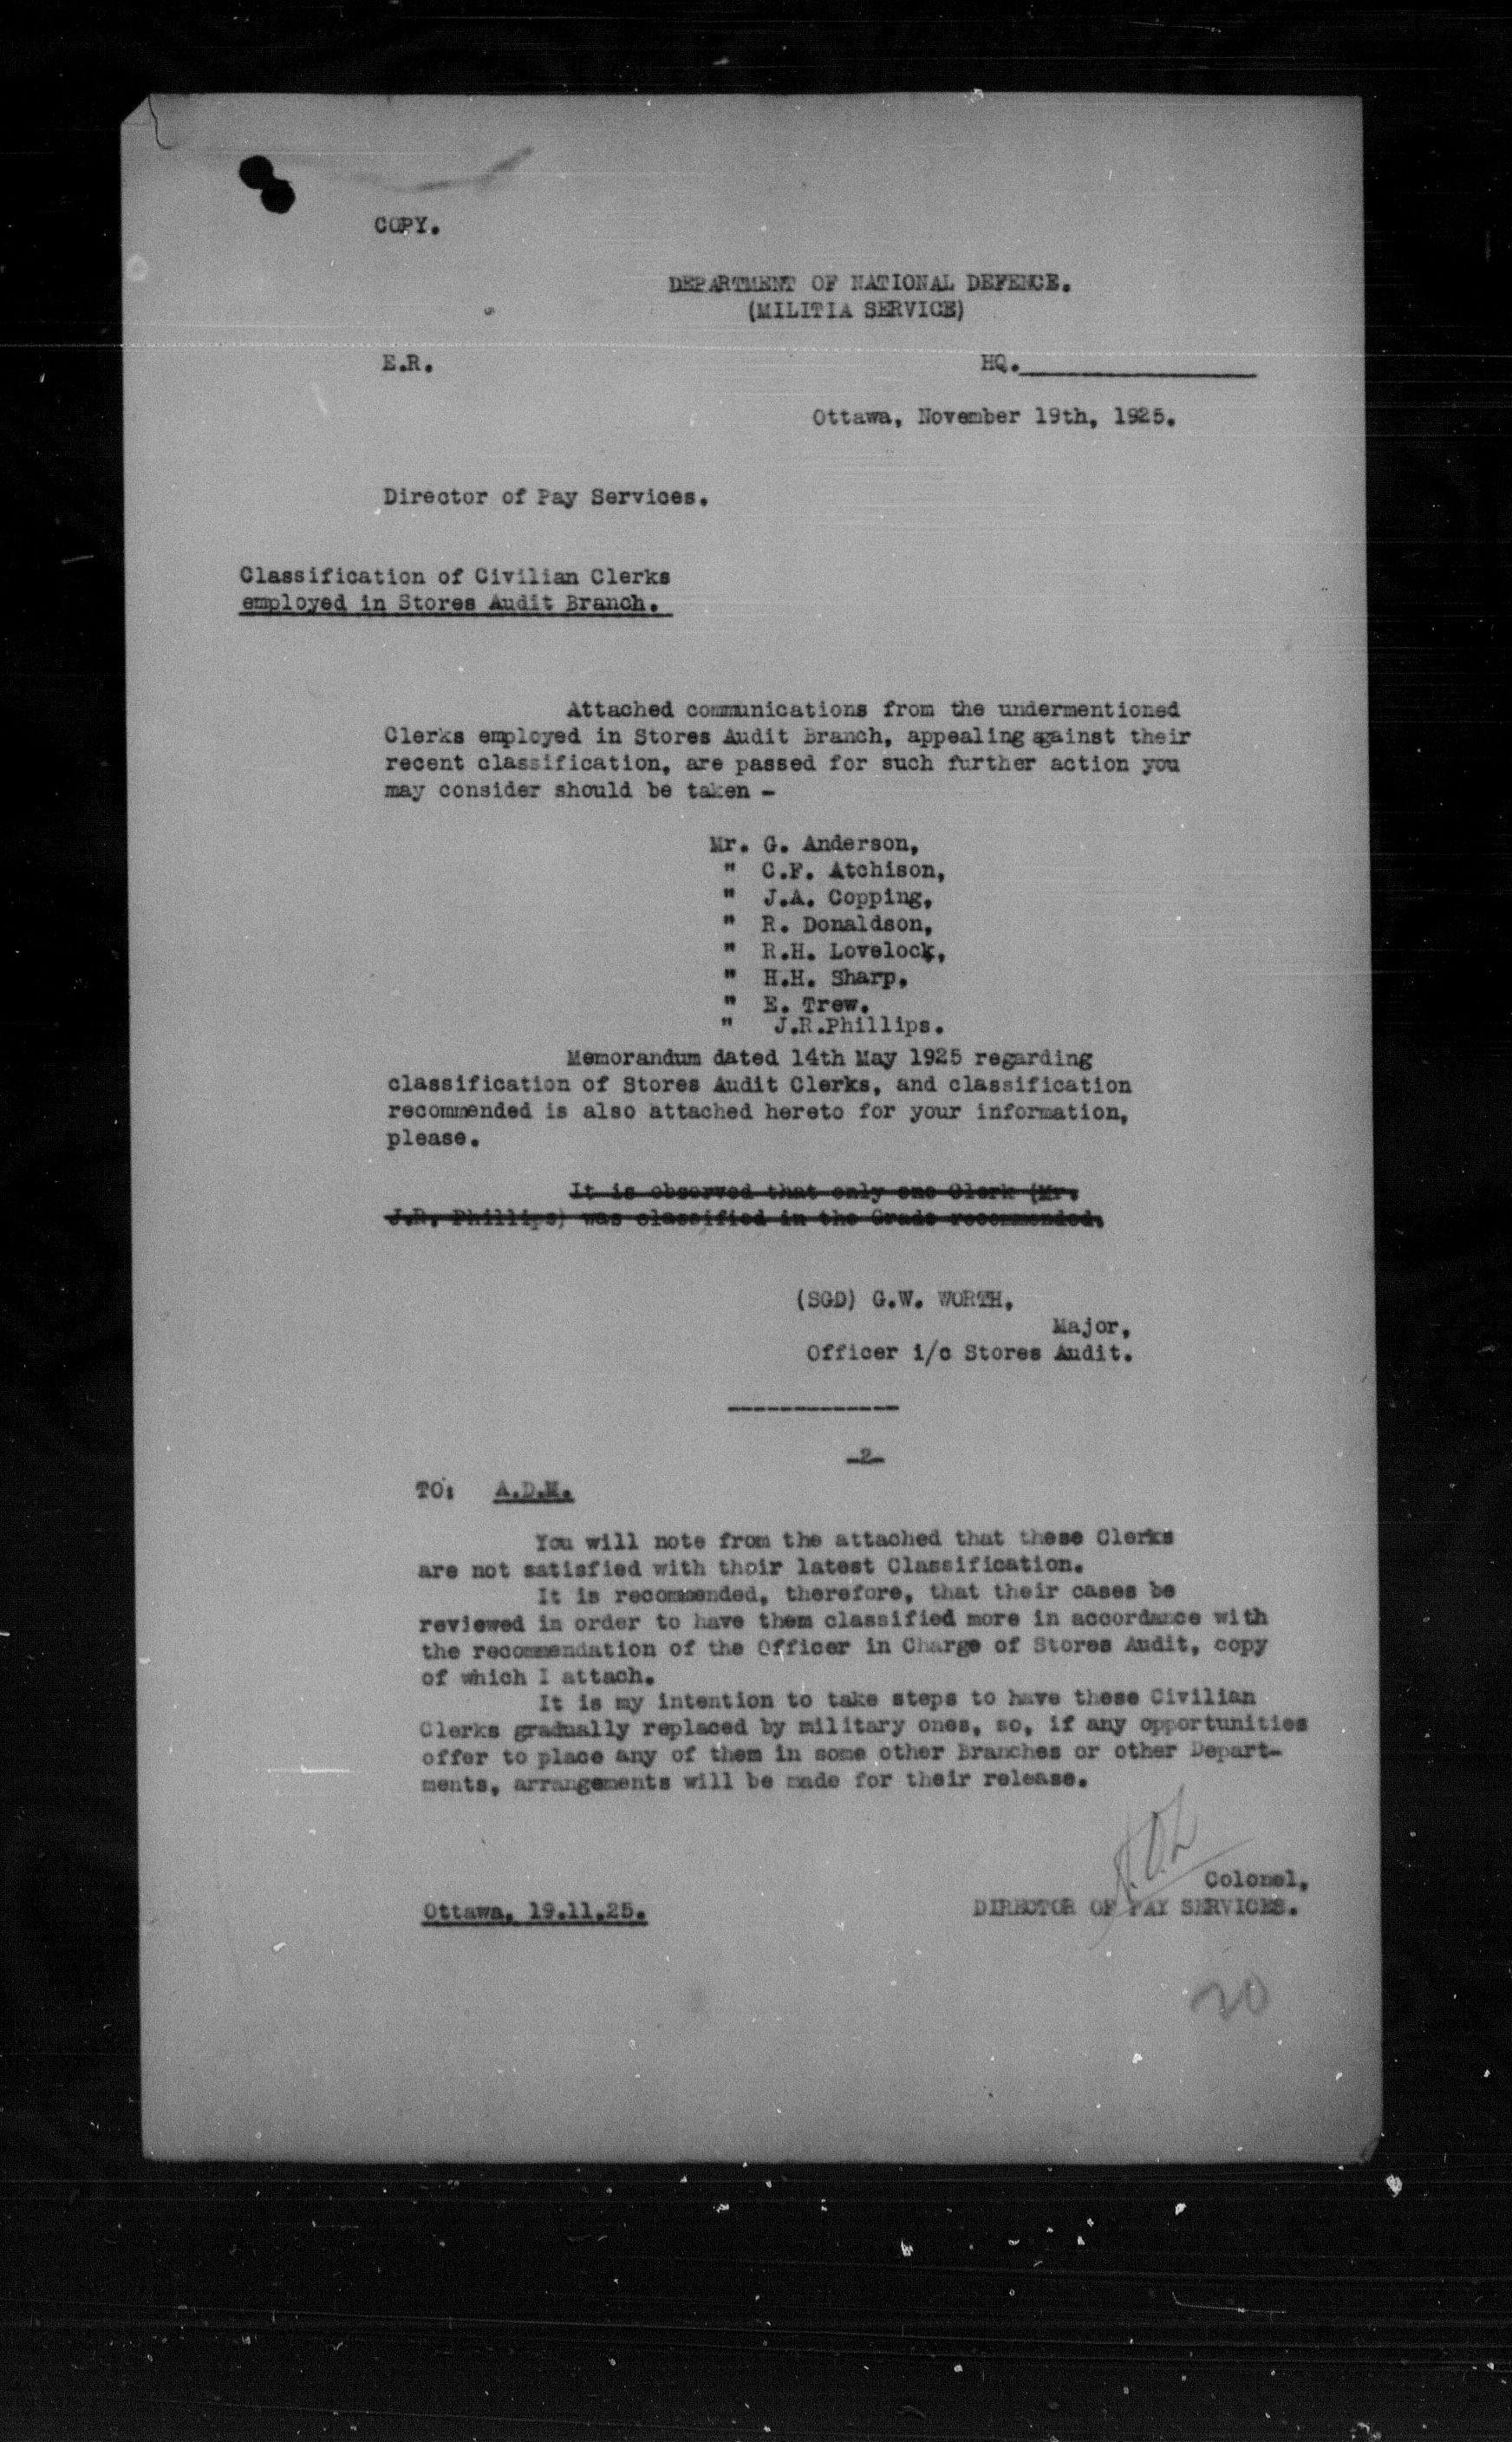 COPY.
DEPARTMENT OF NATIONAL DEFENCE.
(MILITIA SERVICE)
E.R.
HQ.
Ottawa, November 19th, 1925.
Director of Pay Services.
Classification of Civilian Clerks
employed in Stores Audit Branch.
Attached communications from the undermentioned
Clerks employed in Stores Audit Branch, appealing against their
recent classification, are passed for such further action you
may consider should be taken -
Mr. G. Anderson,
" C.F. Atchison,
" J.A. Copping,
" R. Donaldson,
" R.H. Lovelock,
" H.H. Sharp,
" E. Trew.
" J.R.Phillips.
Memorandum dated 14th May 1925 regarding
classification of Stores Audit Clerks, and classification
recommended is also attached hereto for your information,
please.
It is observed that only one Clerk (Mr.
J.R. Phillips) was classified in the Grade recommended.
(SGD) G.W. WORTH,
Major,
Officer i/c Stores Audit.
-2-
TO: A.D.M.
You will note from the attached that these Clerks
are not satisfied with their latest Classification.
It is recommended, therefore, that their cases be
reviewed in order to have them classified more in accordance with
the recommendation of the Officer in Charge of Stores Audit, copy
of which I attach.
It is my intention to take steps to have these Civilian
Clerks gradually replaced by military ones, so, if any opportunities
offer to place any of them in some other Branches or other Depart-
ments, arrangements will be made for their release.
Colonel,
Ottawa, 19.11.25.
DIRECTOR OF PAY SERVICES.
20